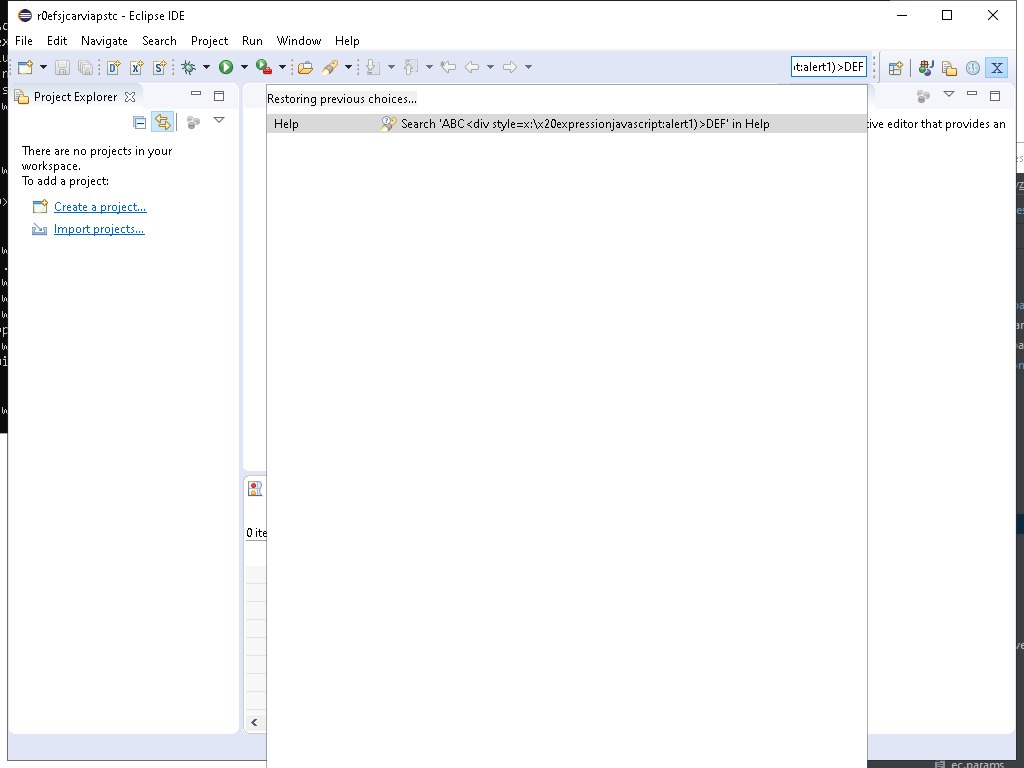 r0efsjcarviapstc - Eclipse IDE
File Edit Navigate Search Project Run Window Help
it:alert1)>DEF
Project Explorer
Restoring previous choices...
Help Search 'ABC<div style=x:\x20expressionjavascript:alert1)>DEF' in Help
tive editor that provides an
There are no projects in your
workspace.
To add a project:
Create a project...
Import projects...
0 ite
ec.params